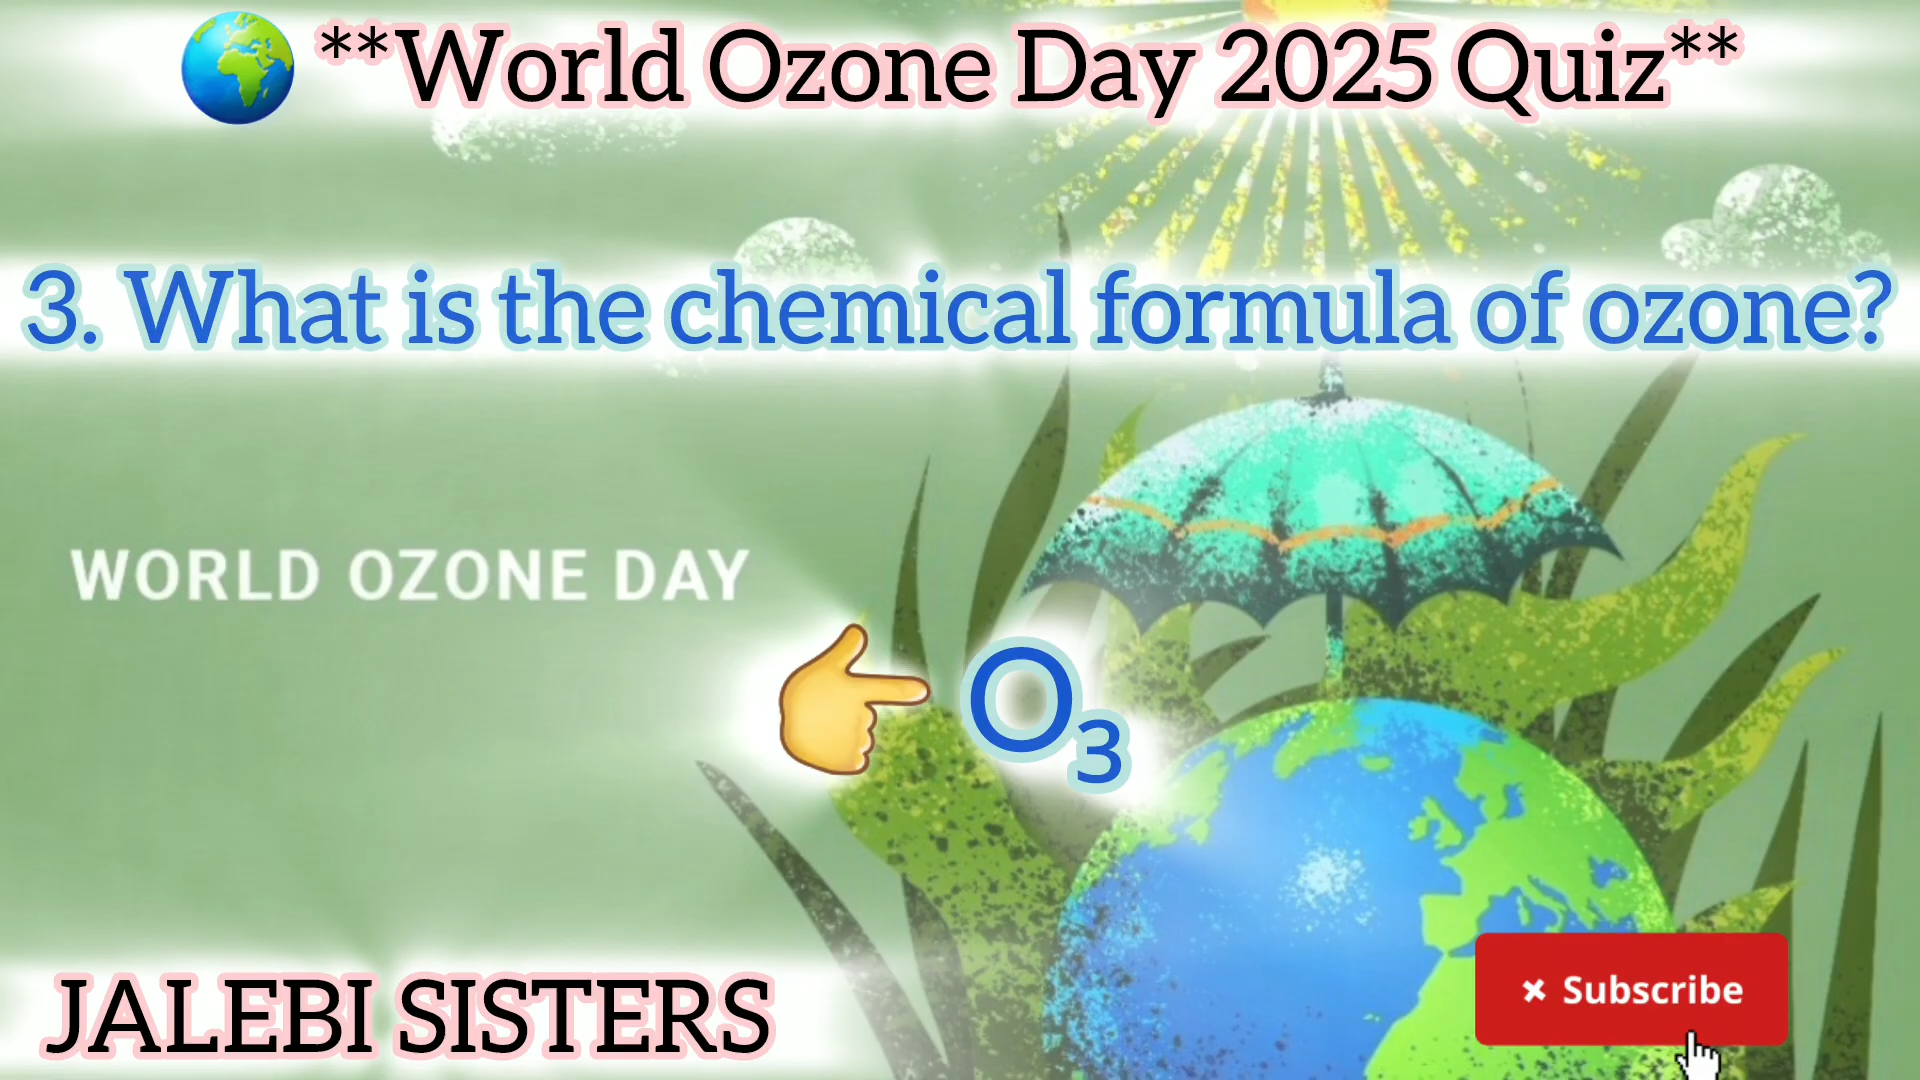 🌍 **World Ozone Day 2025 Quiz**
3. What is the chemical formula of ozone?
WORLD OZONE DAY
👉 O₃
JALEBI SISTERS
× Subscribe